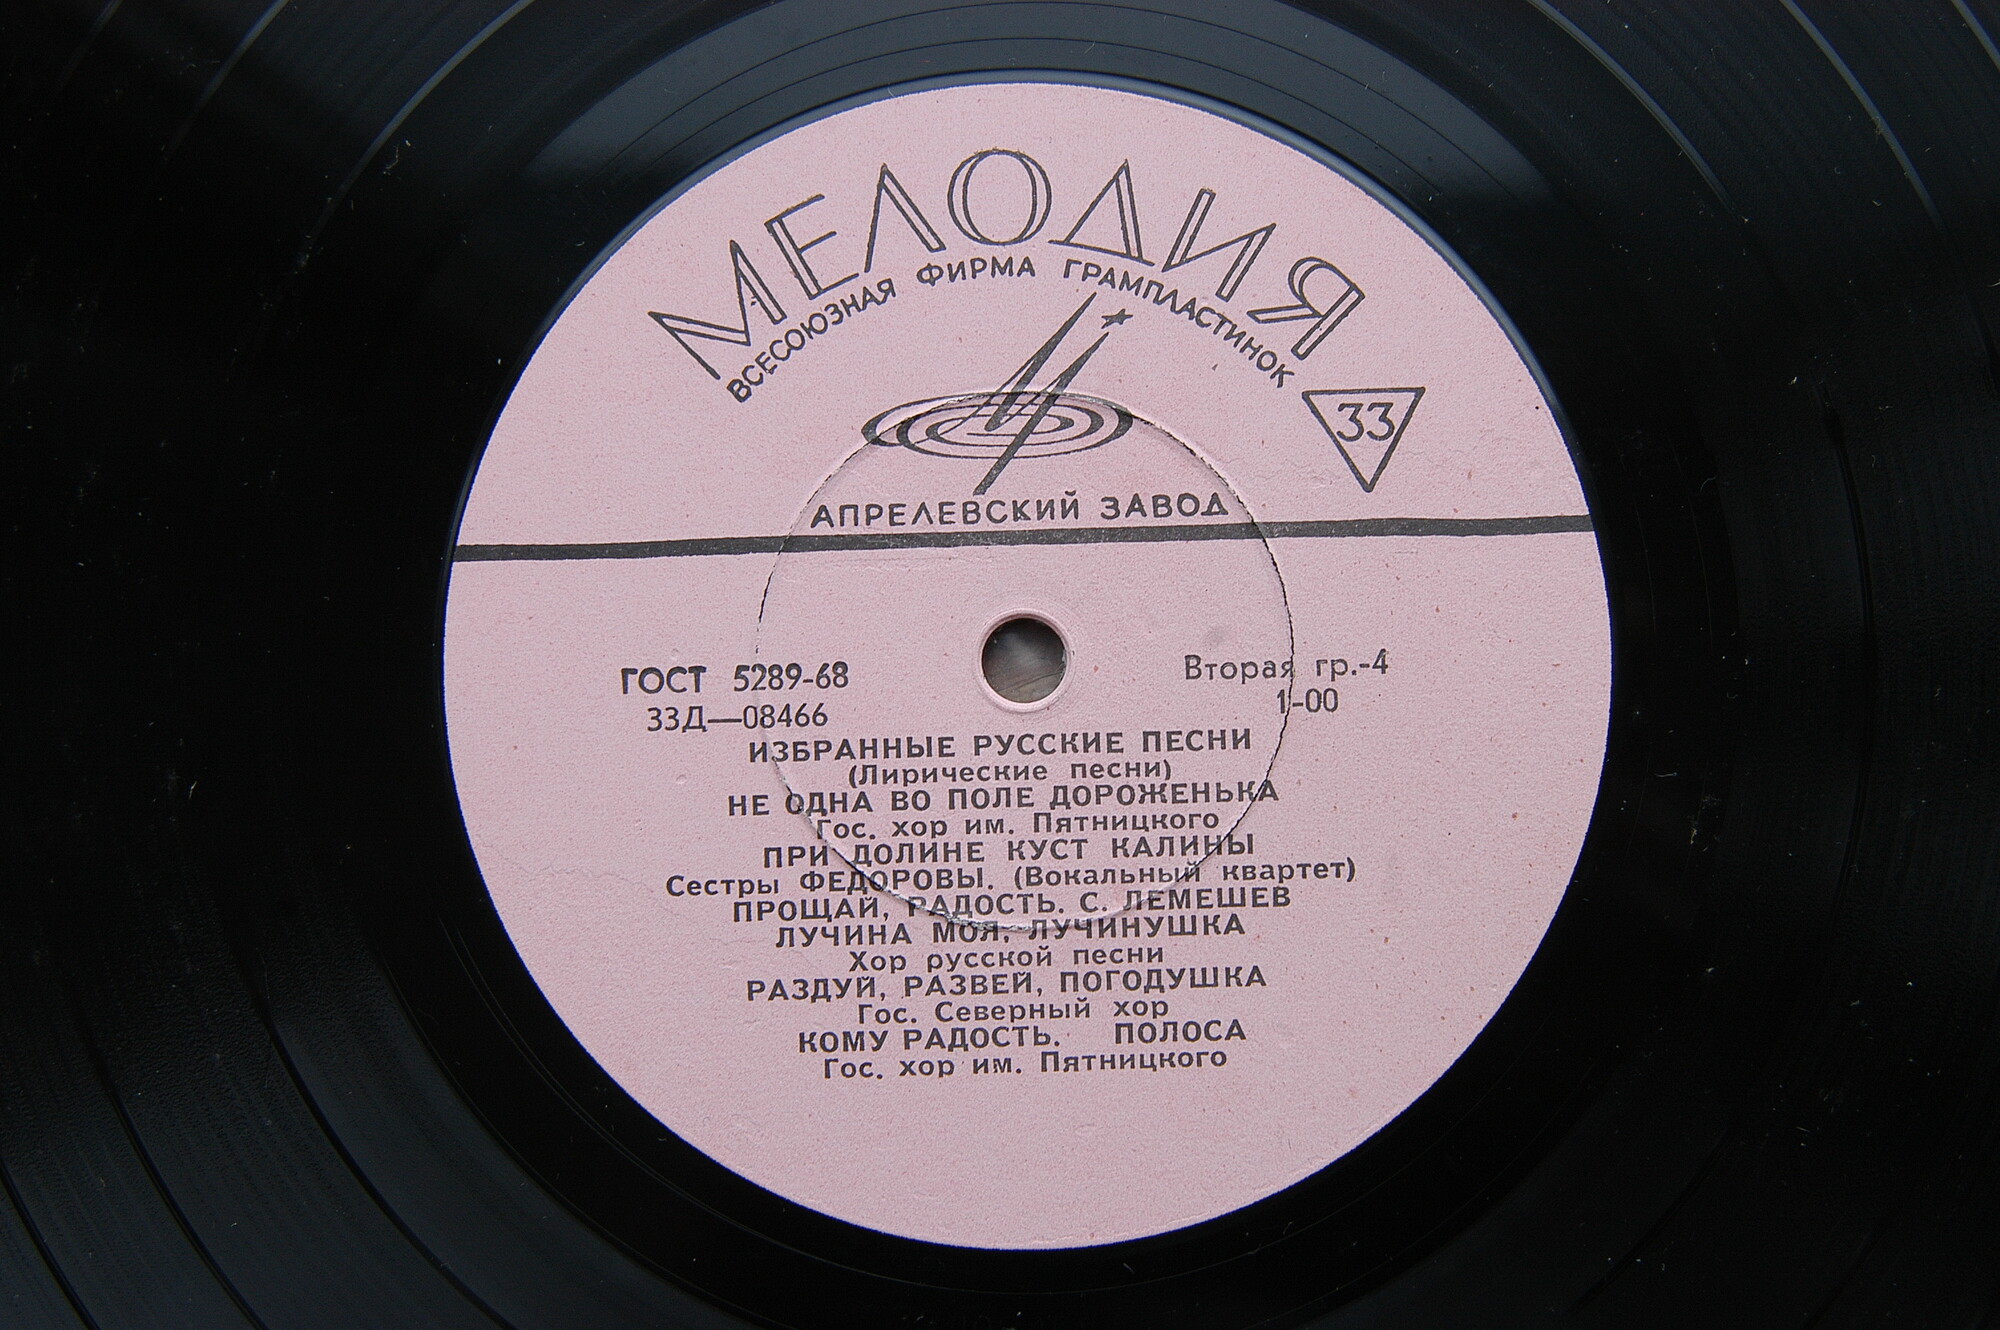 МЕЛОДИЯ
ВСЕСОЮЗНАЯ ФИРМА ГРАМПЛАСТИНОК
33
АПРЕЛЕВСКИЙ ЗАВОД
ГОСТ 5289-68
33Д—08466
Вторая гр.-4
1-00
ИЗБРАННЫЕ РУССКИЕ ПЕСНИ
(Лирические песни)
НЕ ОДНА ВО ПОЛЕ ДОРОЖЕНЬКА
Гос. хор им. Пятницкого
ПРИ ДОЛИНЕ КУСТ КАЛИНЫ
Сестры ФЕДОРОВЫ. (Вокальный квартет)
ПРОЩАЙ, РАДОСТЬ. С. ЛЕМЕШЕВ
ЛУЧИНА МОЯ, ЛУЧИНУШКА
Хор русской песни
РАЗДУЙ, РАЗВЕЙ, ПОГОДУШКА
Гос. Северный хор
КОМУ РАДОСТЬ. ПОЛОСА
Гос. хор им. Пятницкого